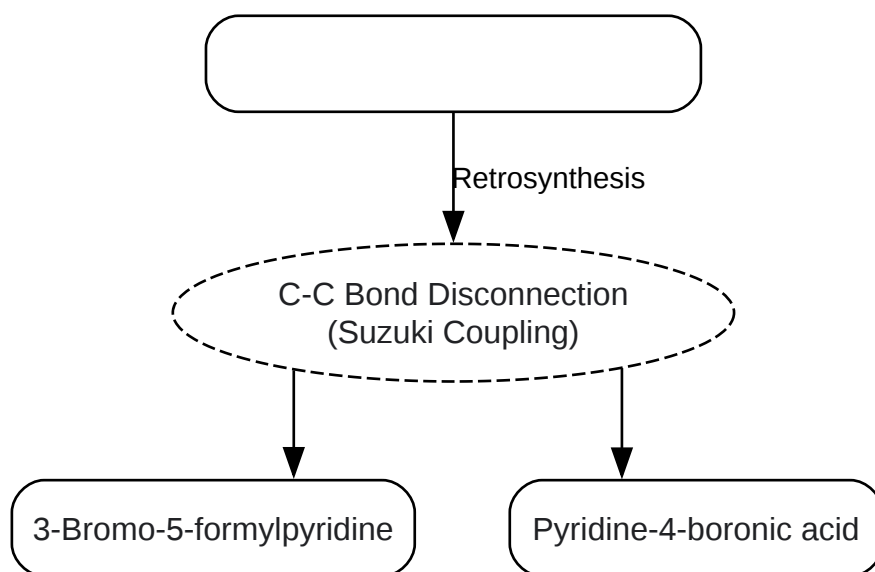 Retrosynthesis
C-C Bond Disconnection
(Suzuki Coupling)
3-Bromo-5-formylpyridine
Pyridine-4-boronic acid